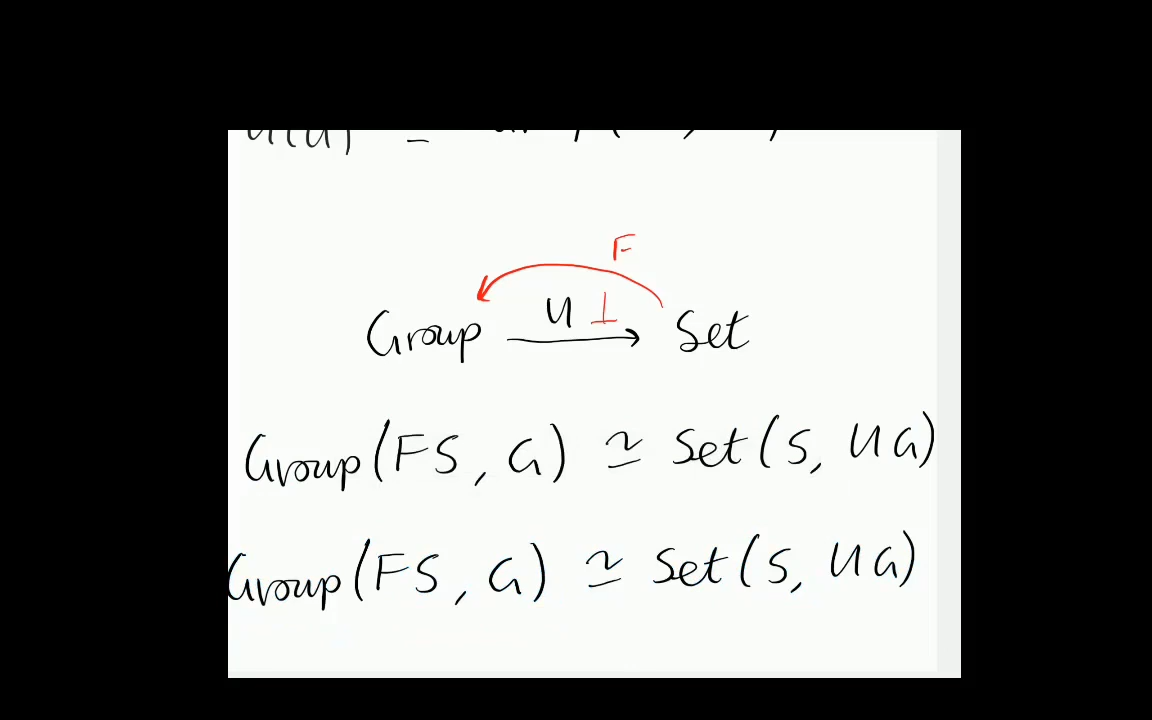 F
Group U ⊥ Set
Group(FS, G) ≃ Set(S, UG)
Group(FS, G) ≃ Set(S, UG)